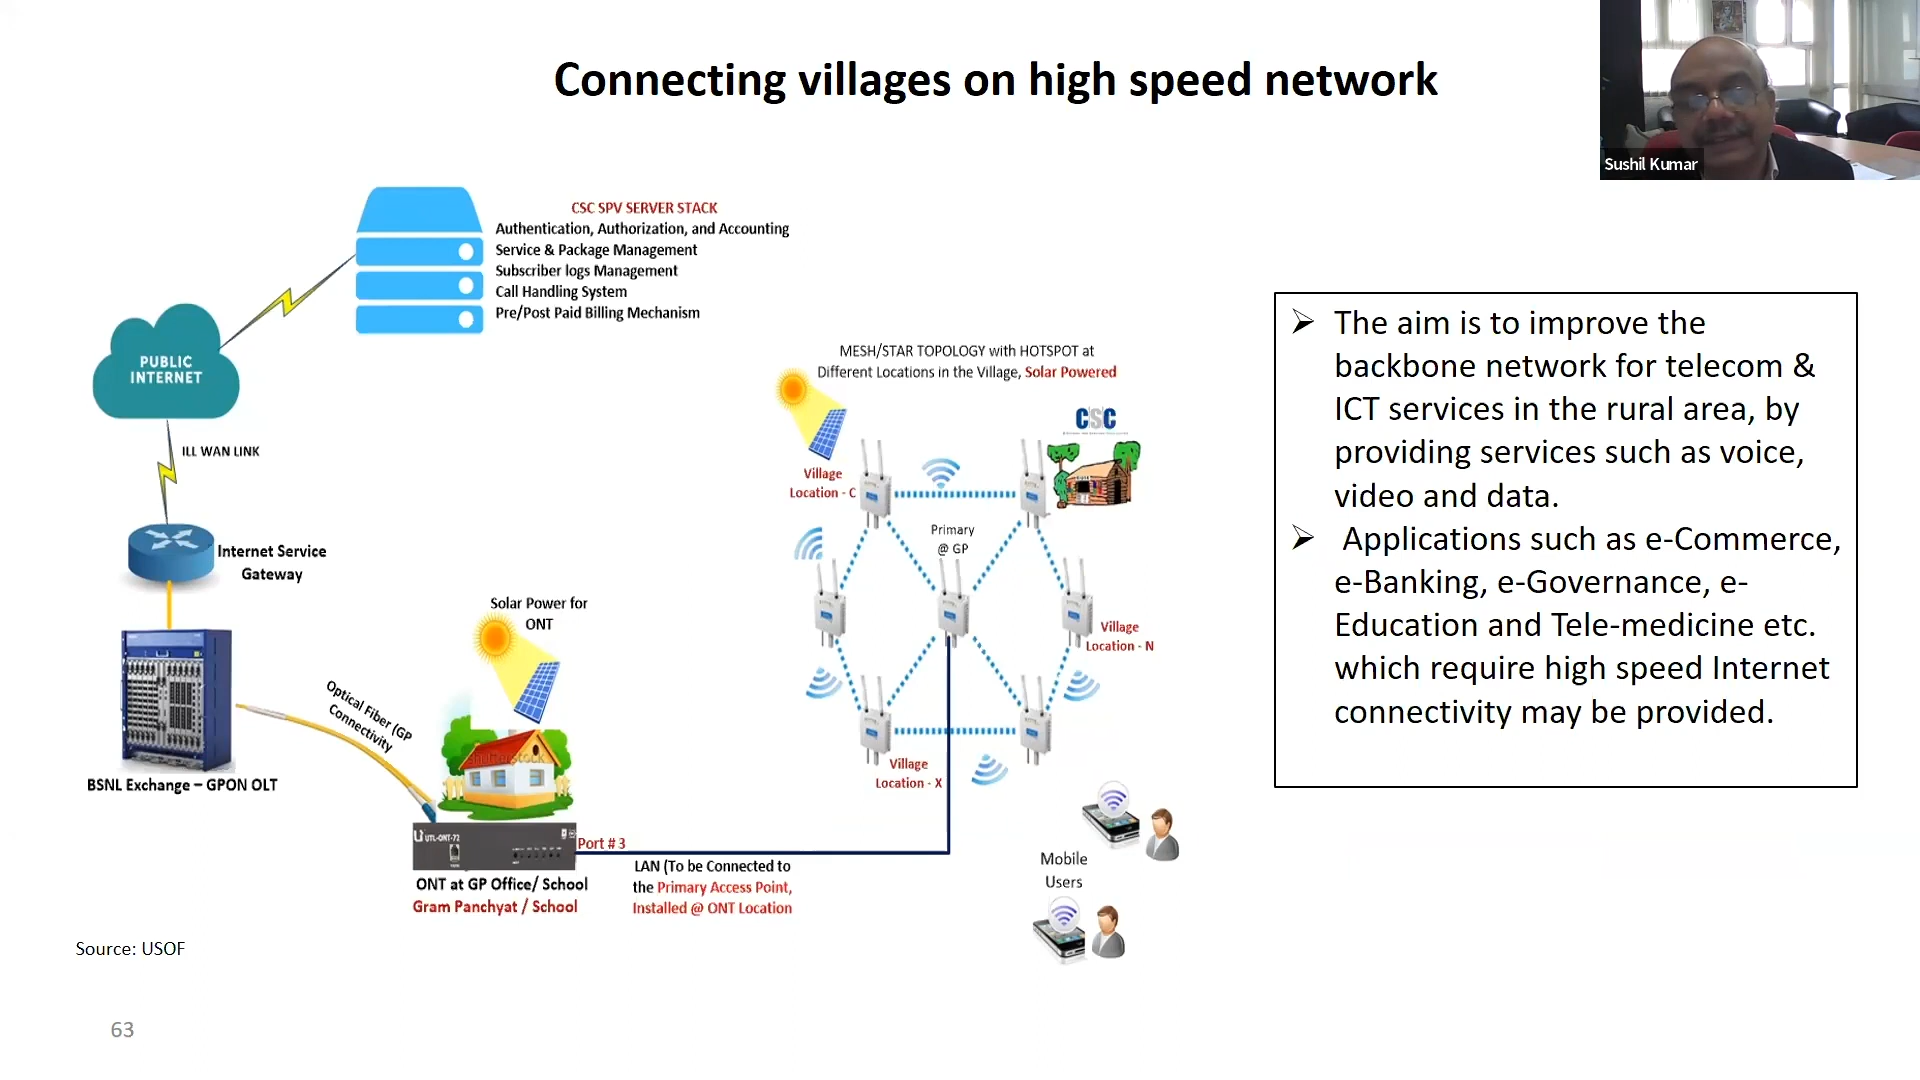 Connecting villages on high speed network
Sushil Kumar
CSC SPV SERVER STACK
Authentication, Authorization, and Accounting
Service & Package Management
Subscriber logs Management
Call Handling System
Pre/Post Paid Billing Mechanism
PUBLIC
INTERNET
ILL WAN LINK
Internet Service
Gateway
BSNL Exchange – GPON OLT
Optical Fiber (GP
Connectivity
Solar Power for
ONT
shutterstock
UTL-ONT-72
Port # 3
ONT at GP Office/ School
Gram Panchyat / School
LAN (To be Connected to
the Primary Access Point,
Installed @ ONT Location
MESH/STAR TOPOLOGY with HOTSPOT at
Different Locations in the Village, Solar Powered
CSC
Village
Location - C
Primary
@ GP
Village
Location - N
Village
Location - X
Mobile
Users
➢ The aim is to improve the
backbone network for telecom &
ICT services in the rural area, by
providing services such as voice,
video and data.
➢ Applications such as e-Commerce,
e-Banking, e-Governance, e-
Education and Tele-medicine etc.
which require high speed Internet
connectivity may be provided.
Source: USOF
63